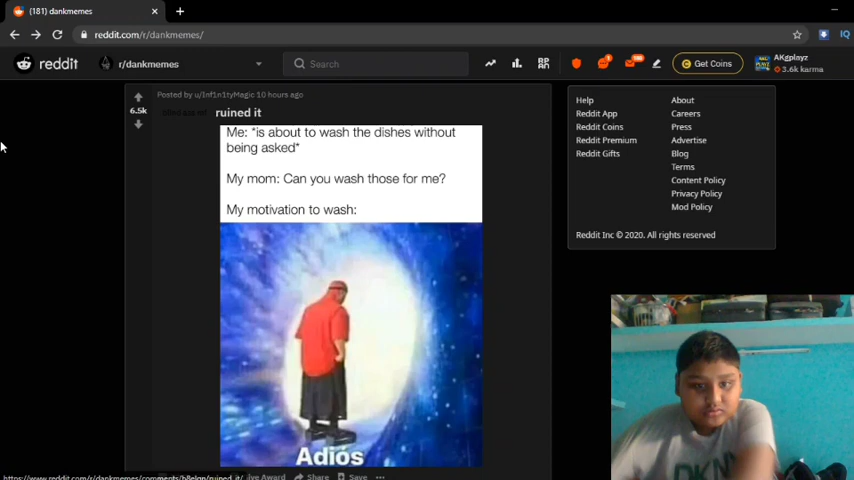 (181) dankmemes
reddit.com/r/dankmemes/
IQ
reddit
r/dankmemes
Search
Get Coins
AKgplayz
3.6k karma
Posted by u/Inf1n1tyMagic 10 hours ago
6.5k
ruined it
Me: *is about to wash the dishes without
being asked*
My mom: Can you wash those for me?
My motivation to wash:
Adiós
Give Award
Share
Save
Help
About
Reddit App
Careers
Reddit Coins
Press
Reddit Premium
Advertise
Reddit Gifts
Blog
Terms
Content Policy
Privacy Policy
Mod Policy
Reddit Inc © 2020. All rights reserved
DKNY